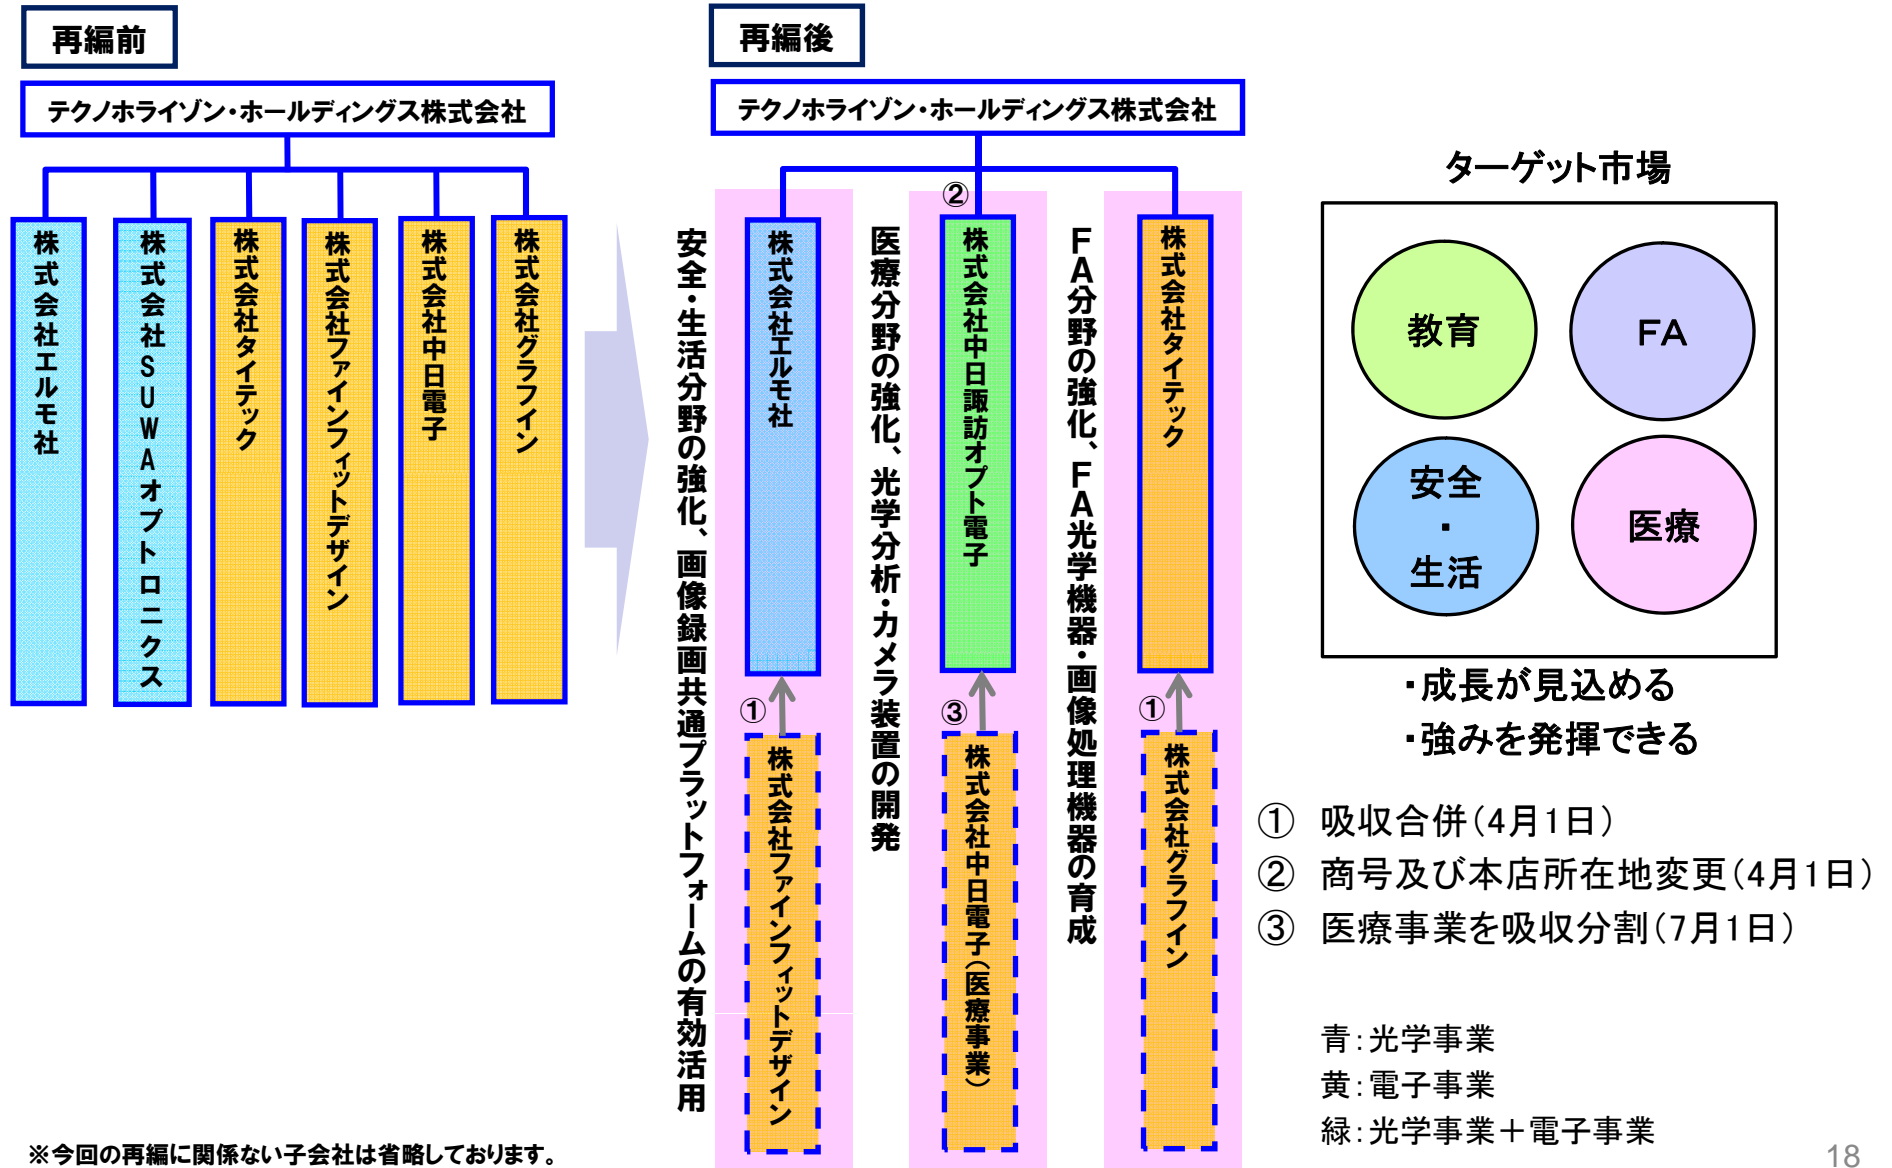 再編前
テクノホライゾン・ホールディングス株式会社
株式会社エルモ社
株式会社SUWAオプトロニクス
株式会社タイテック
株式会社ファインフィットデザイン
株式会社中日電子
株式会社グラフイン
※今回の再編に関係ない子会社は省略しております。
再編後
テクノホライゾン・ホールディングス株式会社
安全・生活分野の強化、画像録画共通プラットフォームの有効活用
株式会社エルモ社
①
株式会社ファインフィットデザイン
医療分野の強化、光学分析・カメラ装置の開発
②
株式会社中日諏訪オプト電子
③
株式会社中日電子(医療事業)
FA分野の強化、FA光学機器・画像処理機器の育成
株式会社タイテック
①
株式会社グラフイン
ターゲット市場
教育
FA
安全
・
生活
医療
・成長が見込める
・強みを発揮できる
① 吸収合併(4月1日)
② 商号及び本店所在地変更(4月1日)
③ 医療事業を吸収分割(7月1日)
青:光学事業
黄:電子事業
緑:光学事業+電子事業
18